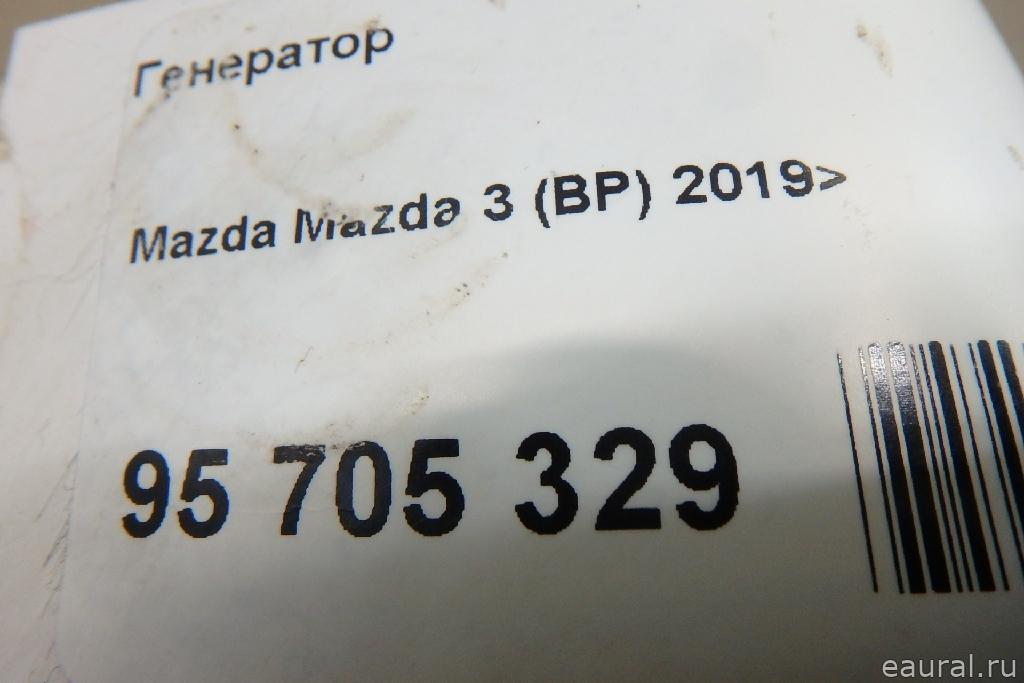 Генератор
Mazda Mazda 3 (BP) 2019>
95 705 329
eaural.ru